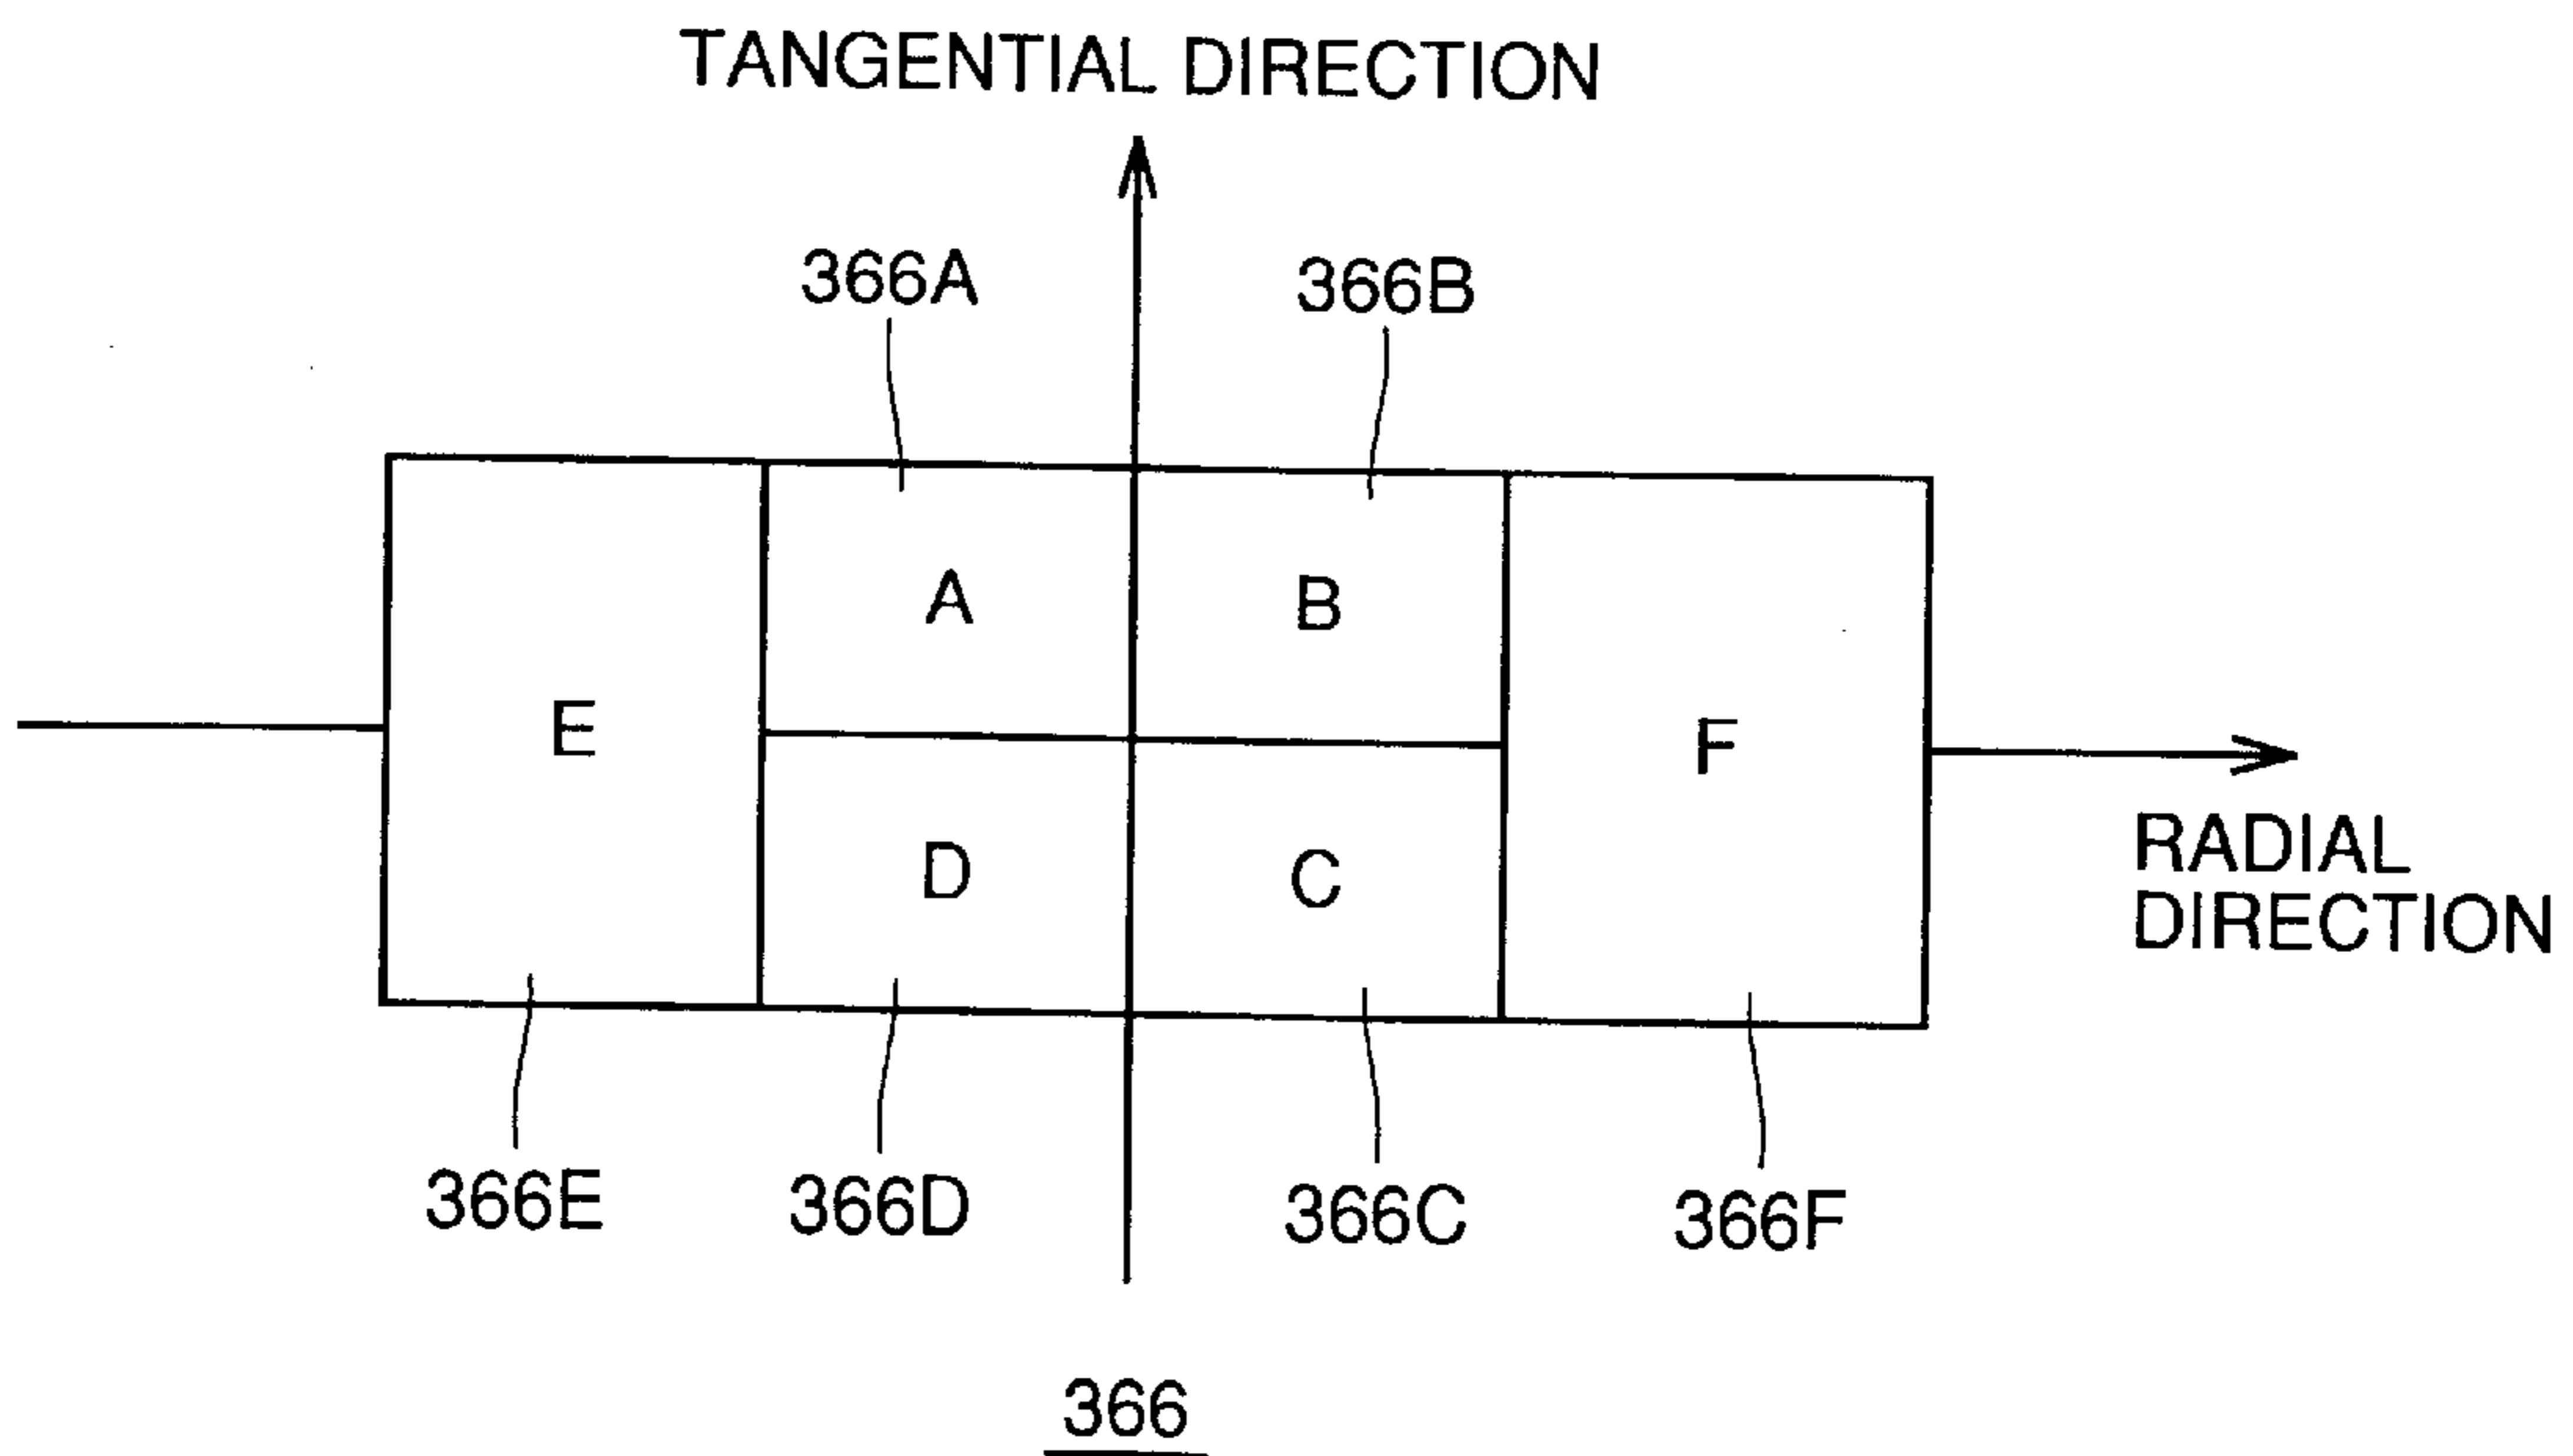 TANGENTIAL DIRECTION
366A
366B
A
B
E
F
D
C
RADIAL
DIRECTION
366E
366D
366C
366F
366